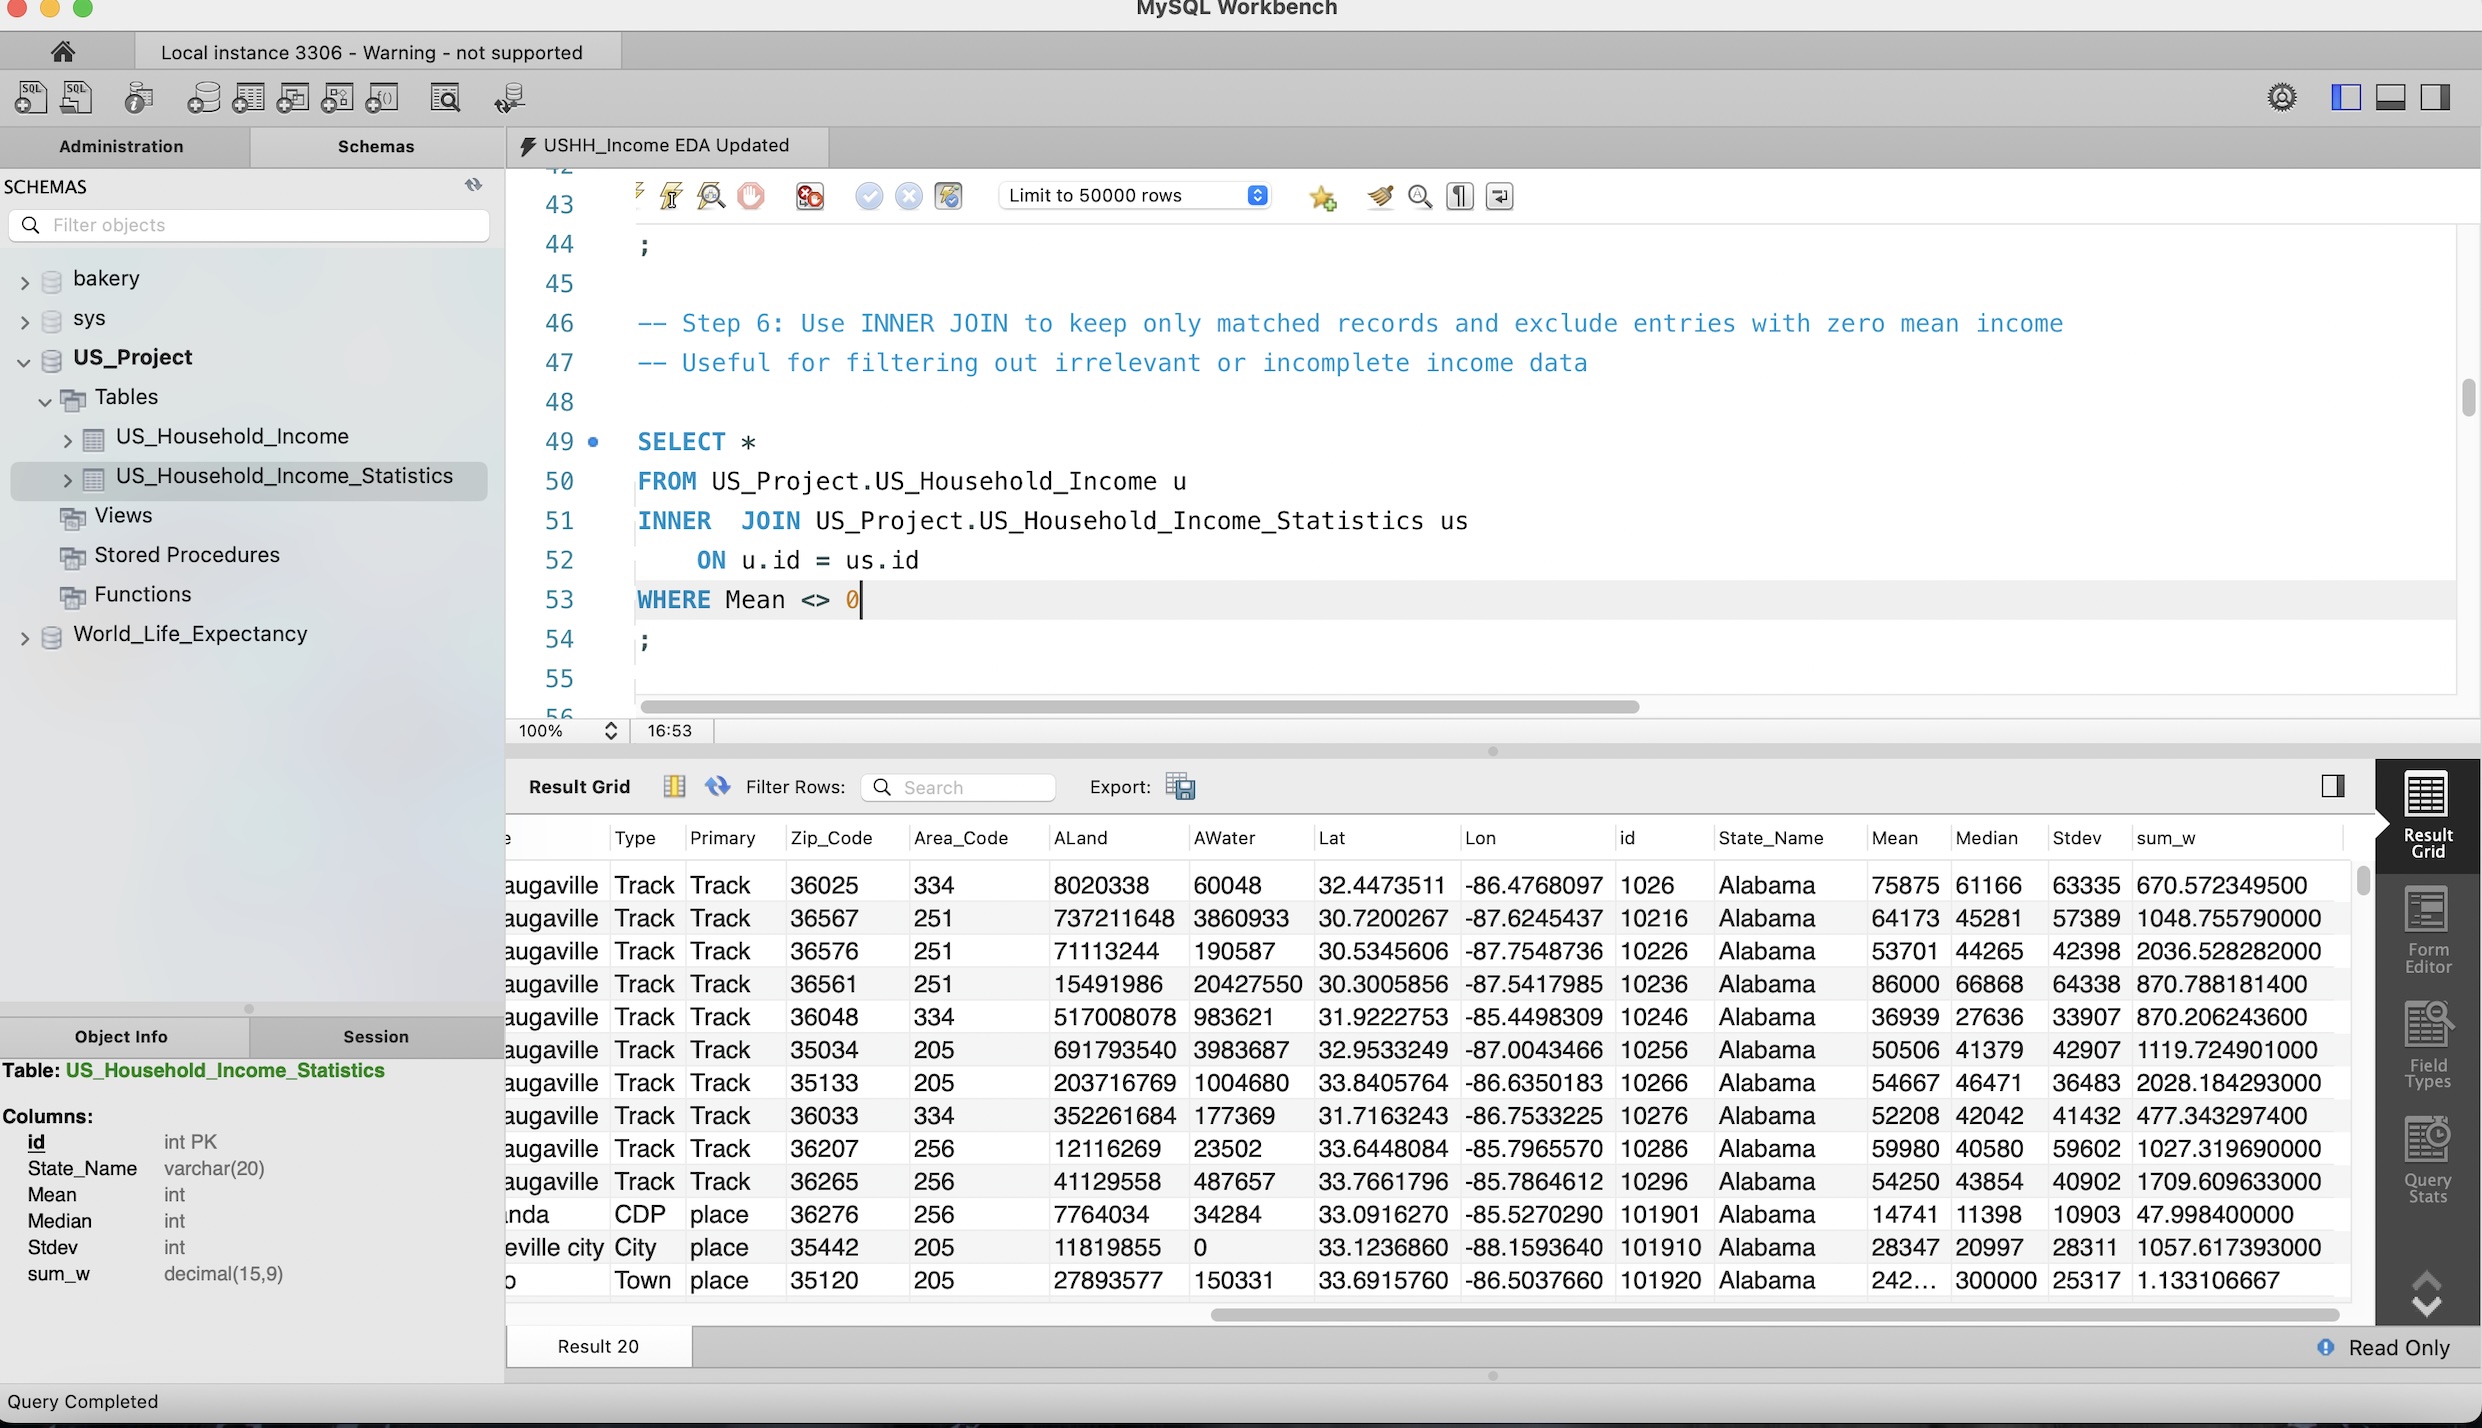 MySQL Workbench
Local instance 3306 - Warning - not supported
Administration
Schemas
USHH_Income EDA Updated
SCHEMAS
Filter objects
bakery
sys
US_Project
Tables
US_Household_Income
US_Household_Income_Statistics
Views
Stored Procedures
Functions
World_Life_Expectancy
Limit to 50000 rows
43
44 ;
45
46 -- Step 6: Use INNER JOIN to keep only matched records and exclude entries with zero mean income
47 -- Useful for filtering out irrelevant or incomplete income data
48
49 SELECT *
50 FROM US_Project.US_Household_Income u
51 INNER  JOIN US_Project.US_Household_Income_Statistics us
52 ON u.id = us.id
53 WHERE Mean <> 0
54 ;
55
100% 16:53
Result Grid Filter Rows: Search Export:
Type Primary Zip_Code Area_Code ALand AWater Lat Lon id State_Name Mean Median Stdev sum_w
augaville Track Track 36025 334 8020338 60048 32.4473511 -86.4768097 1026 Alabama 75875 61166 63335 670.572349500
augaville Track Track 36567 251 737211648 3860933 30.7200267 -87.6245437 10216 Alabama 64173 45281 57389 1048.755790000
augaville Track Track 36576 251 71113244 190587 30.5345606 -87.7548736 10226 Alabama 53701 44265 42398 2036.528282000
augaville Track Track 36561 251 15491986 20427550 30.3005856 -87.5417985 10236 Alabama 86000 66868 64338 870.788181400
augaville Track Track 36048 334 517008078 983621 31.9222753 -85.4498309 10246 Alabama 36939 27636 33907 870.206243600
augaville Track Track 35034 205 691793540 3983687 32.9533249 -87.0043466 10256 Alabama 50506 41379 42907 1119.724901000
augaville Track Track 35133 205 203716769 1004680 33.8405764 -86.6350183 10266 Alabama 54667 46471 36483 2028.184293000
augaville Track Track 36033 334 352261684 177369 31.7163243 -86.7533225 10276 Alabama 52208 42042 41432 477.343297400
augaville Track Track 36207 256 12116269 23502 33.6448084 -85.7965570 10286 Alabama 59980 40580 59602 1027.319690000
augaville Track Track 36265 256 41129558 487657 33.7661796 -85.7864612 10296 Alabama 54250 43854 40902 1709.609633000
nda CDP place 36276 256 7764034 34284 33.0916270 -85.5270290 101901 Alabama 14741 11398 10903 47.998400000
eville city City place 35442 205 11819855 0 33.1236860 -88.1593640 101910 Alabama 28347 20997 28311 1057.617393000
o Town place 35120 205 27893577 150331 33.6915760 -86.5037660 101920 Alabama 242... 300000 25317 1.133106667
Result
Grid
Form
Editor
Field
Types
Query
Stats
Result 20
Read Only
Object Info
Session
Table: US_Household_Income_Statistics
Columns:
id int PK
State_Name varchar(20)
Mean int
Median int
Stdev int
sum_w decimal(15,9)
Query Completed